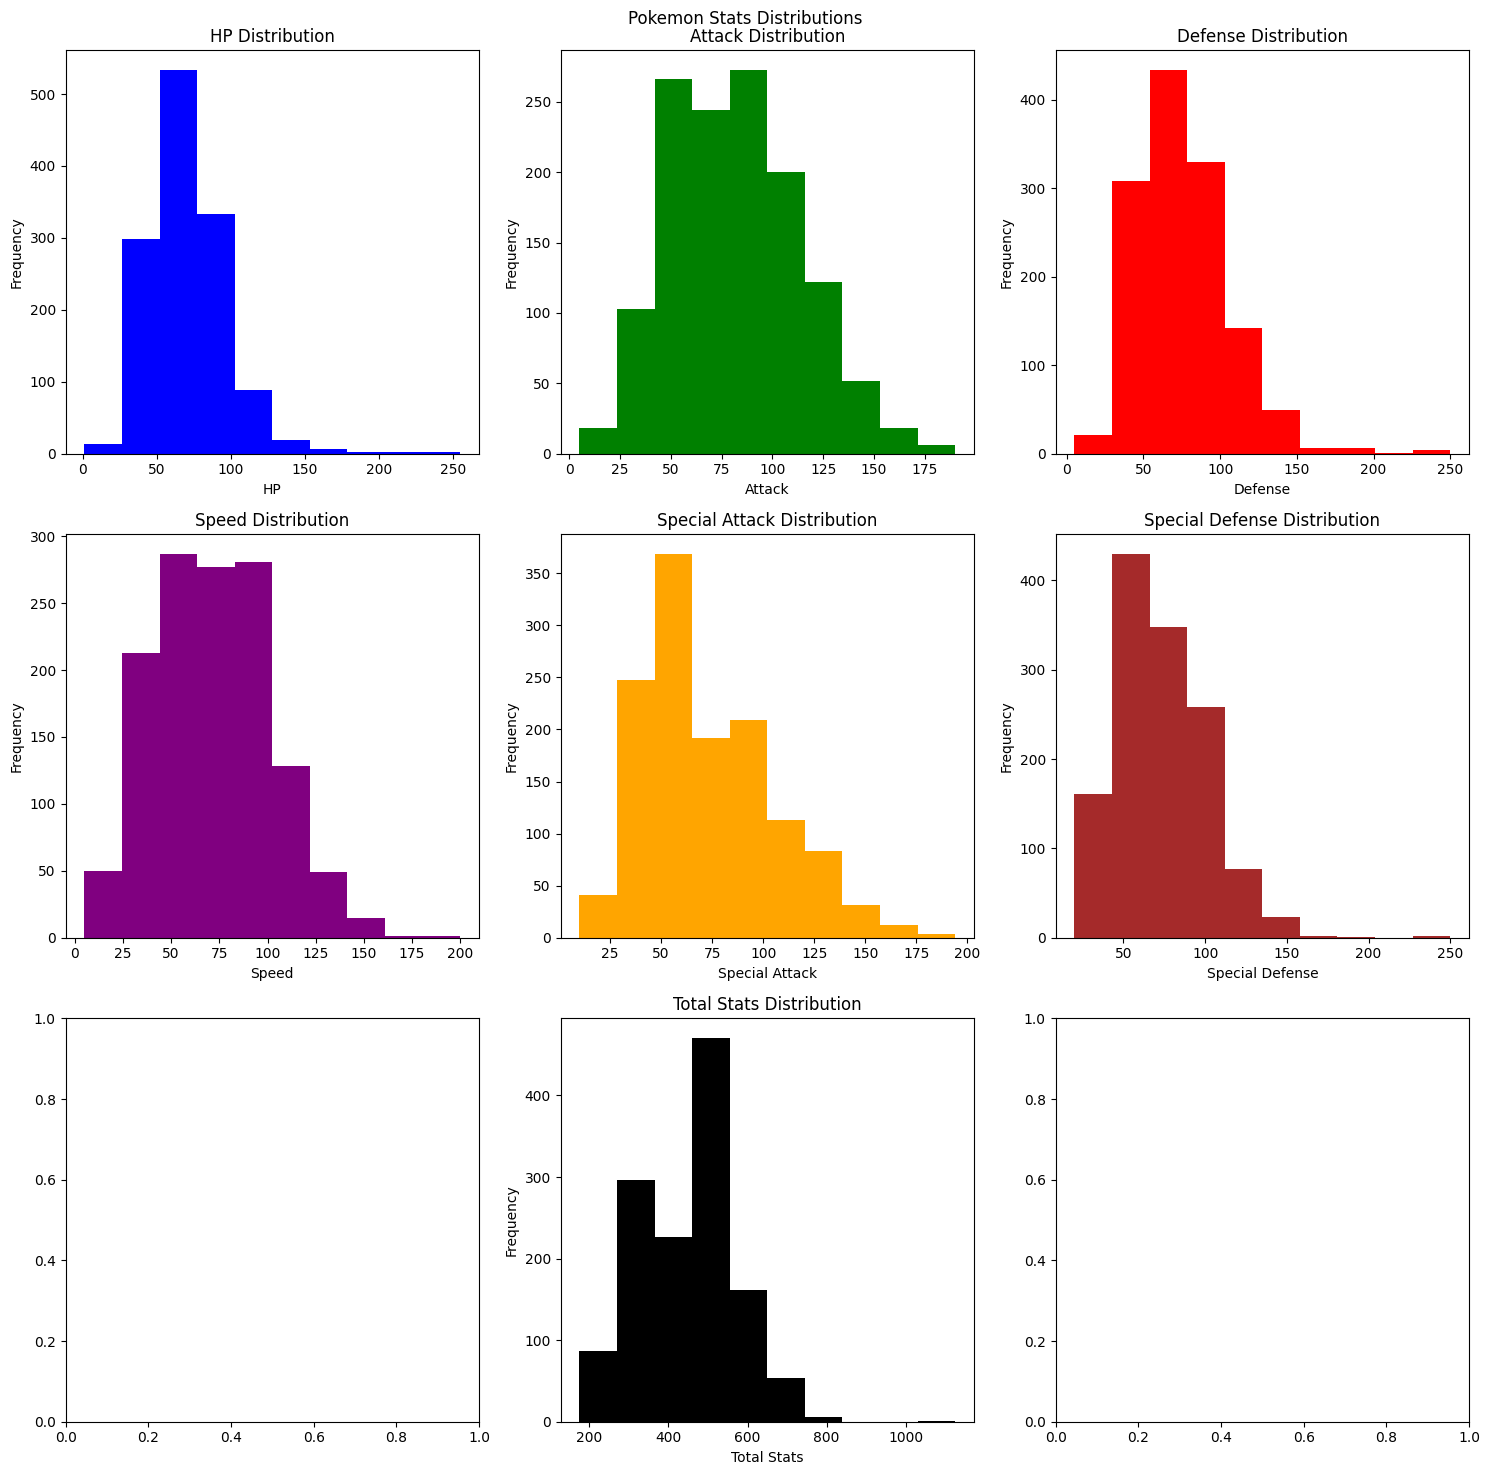 Pokemon Stats Distributions
HP Distribution
500
400
300
200
100
0
Frequency
0 50 100 150 200 250
HP
Attack Distribution
250
200
150
100
50
0
Frequency
0 25 50 75 100 125 150 175
Attack
Defense Distribution
400
300
200
100
0
Frequency
0 50 100 150 200 250
Defense
Speed Distribution
300
250
200
150
100
50
0
Frequency
0 25 50 75 100 125 150 175 200
Speed
Special Attack Distribution
350
300
250
200
150
100
50
0
Frequency
25 50 75 100 125 150 175 200
Special Attack
Special Defense Distribution
400
300
200
100
0
Frequency
50 100 150 200 250
Special Defense
1.0
0.8
0.6
0.4
0.2
0.0
0.0 0.2 0.4 0.6 0.8 1.0
Total Stats Distribution
400
300
200
100
0
Frequency
200 400 600 800 1000
Total Stats
1.0
0.8
0.6
0.4
0.2
0.0
0.0 0.2 0.4 0.6 0.8 1.0